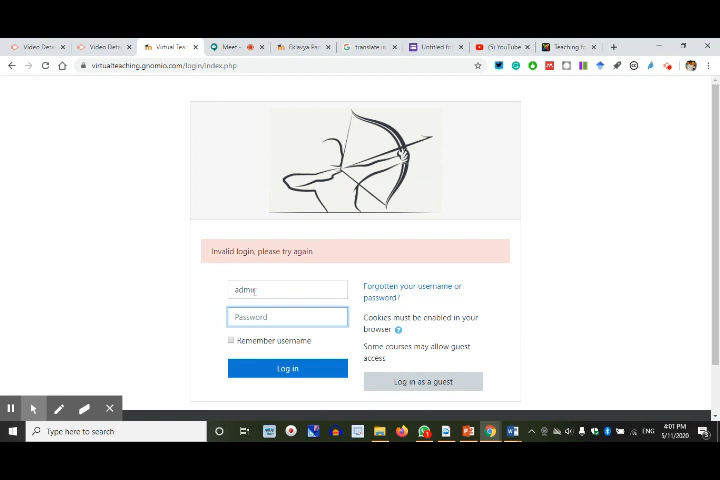 Video Deta
Video Deta
Virtual Tea
Meet -
Eklavya Pa
translate in
Untitled fo
(5) YouTube
Teaching fo
virtualteaching.gnomio.com/login/index.php
Invalid login, please try again
Password
Remember username
Log in
Forgotten your username or
password?
Cookies must be enabled in your
browser
Some courses may allow guest
access
Log in as a guest
Type here to search
ENG
4:01 PM
5/11/2020